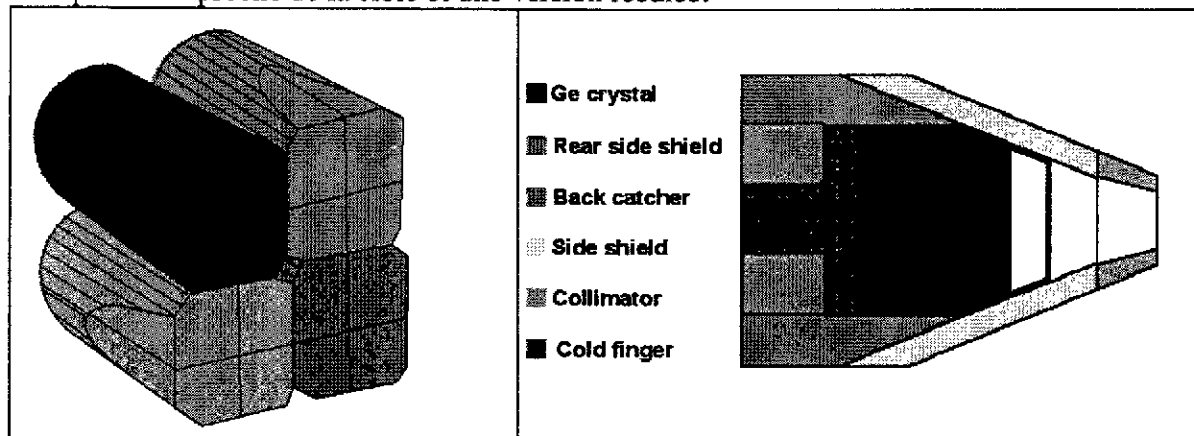 Ge crystal
Rear side shield
Back catcher
Side shield
Collimator
Cold finger